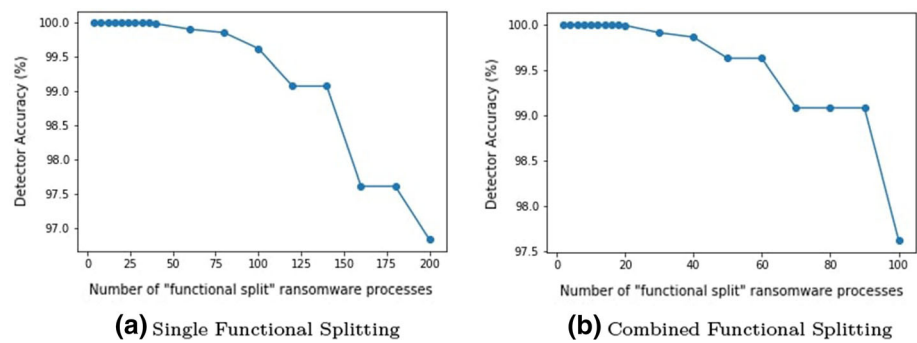 100.0
99.5
99.0
98.5
98.0
97.5
97.0
Detector Accuracy (%)
0 25 50 75 100 125 150 175 200
Number of "functional split" ransomware processes
(a) Single Functional Splitting
100.0
99.5
99.0
98.5
98.0
97.5
Detector Accuracy (%)
0 20 40 60 80 100
Number of "functional split" ransomware processes
(b) Combined Functional Splitting